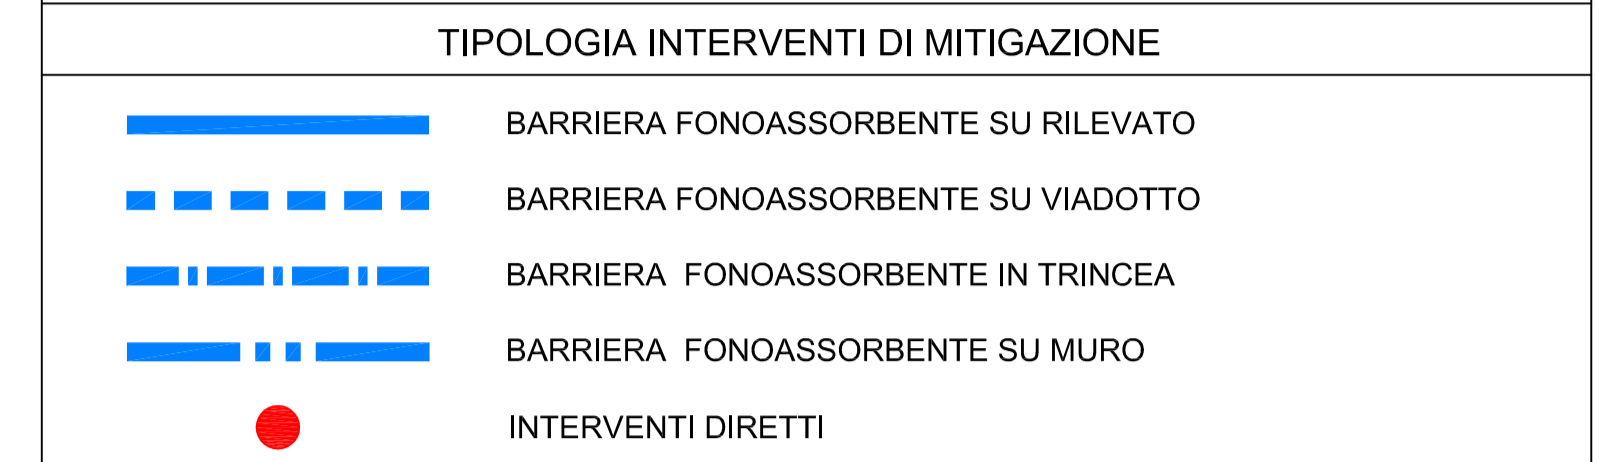 TIPOLOGIA INTERVENTI DI MITIGAZIONE
BARRIERA FONOASSORBENTE SU RILEVATO
BARRIERA FONOASSORBENTE SU VIADOTTO
BARRIERA  FONOASSORBENTE IN TRINCEA
BARRIERA  FONOASSORBENTE SU MURO
INTERVENTI DIRETTI